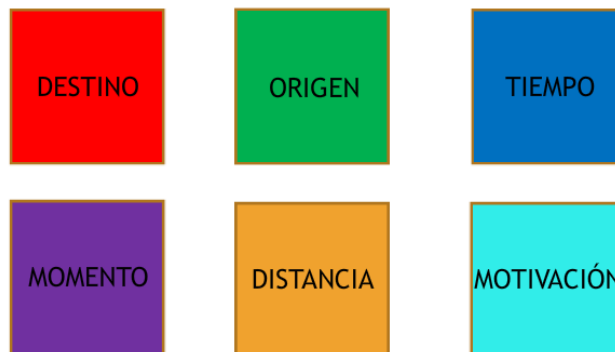 DESTINO
ORIGEN
TIEMPO
MOMENTO
DISTANCIA
MOTIVACIÓN